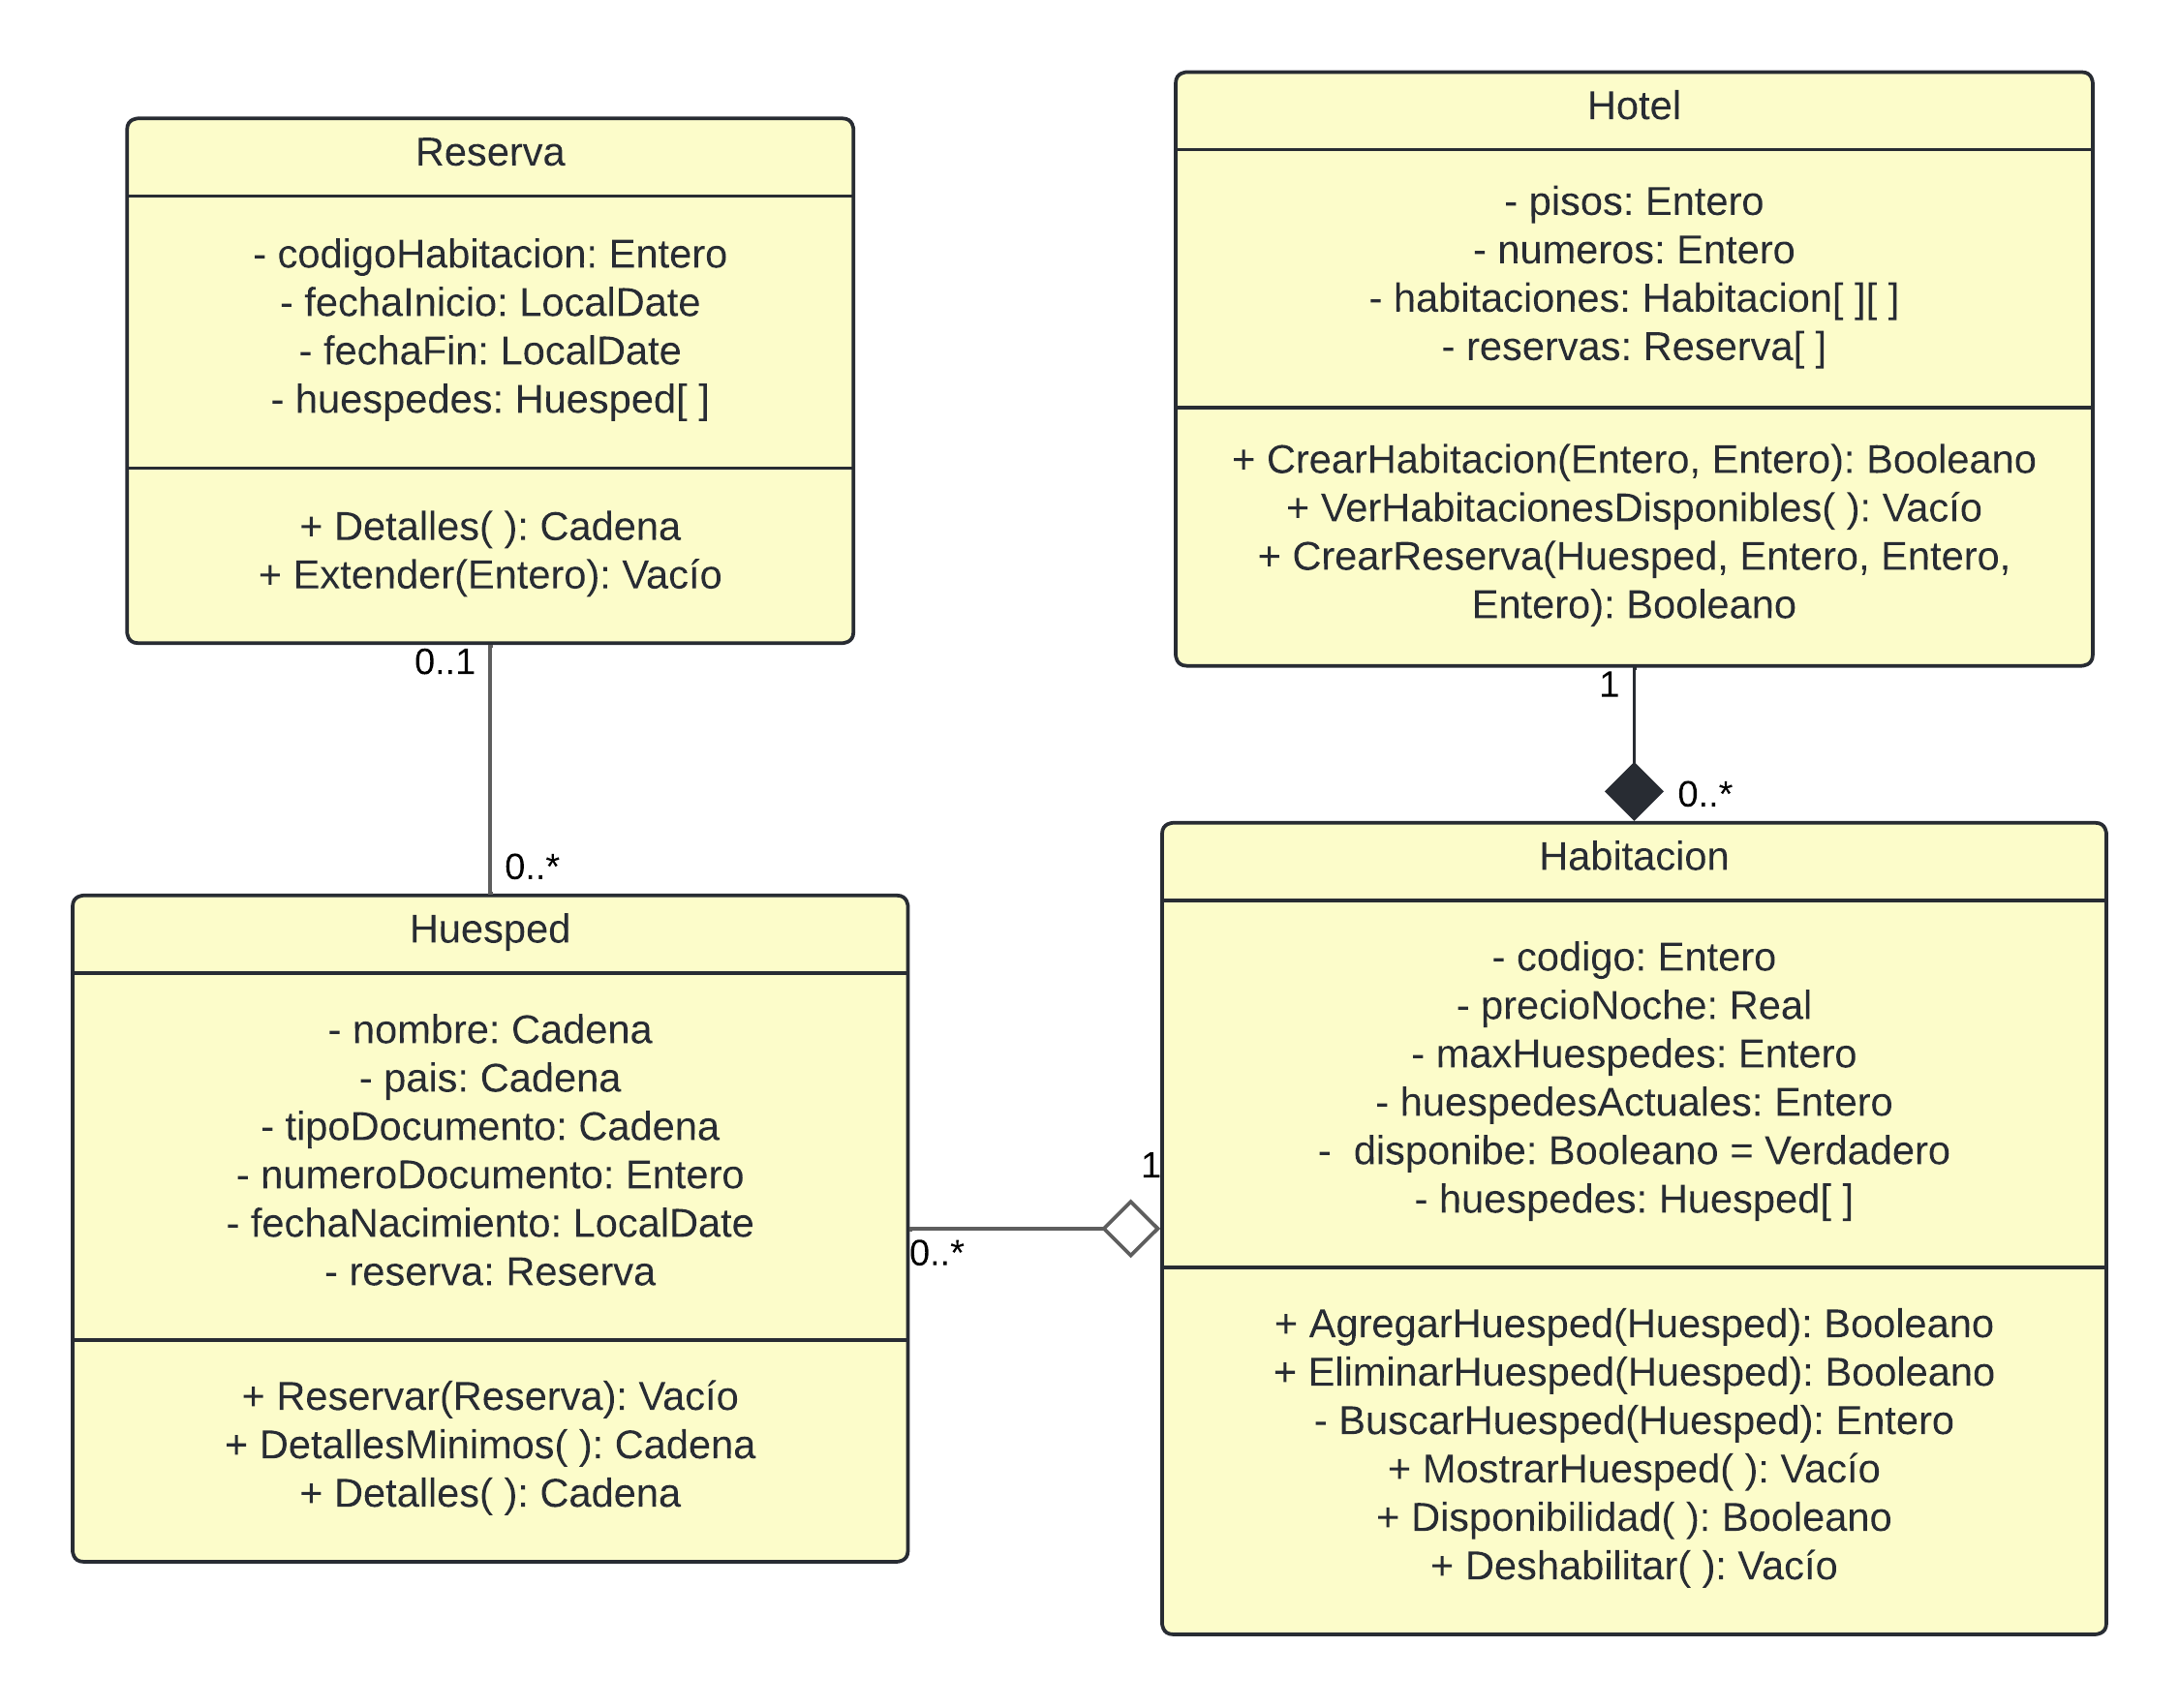 Reserva
- codigoHabitacion: Entero
- fechaInicio: LocalDate
- fechaFin: LocalDate
- huespedes: Huesped[ ]
+ Detalles( ): Cadena
+ Extender(Entero): Vacío
0..1
0..*
Huesped
- nombre: Cadena
- pais: Cadena
- tipoDocumento: Cadena
- numeroDocumento: Entero
- fechaNacimiento: LocalDate
- reserva: Reserva
+ Reservar(Reserva): Vacío
+ DetallesMinimos( ): Cadena
+ Detalles( ): Cadena
0..*
1
Hotel
- pisos: Entero
- numeros: Entero
- habitaciones: Habitacion[ ][ ]
- reservas: Reserva[ ]
+ CrearHabitacion(Entero, Entero): Booleano
+ VerHabitacionesDisponibles( ): Vacío
+ CrearReserva(Huesped, Entero, Entero,
Entero): Booleano
1
0..*
Habitacion
- codigo: Entero
- precioNoche: Real
- maxHuespedes: Entero
- huespedesActuales: Entero
- disponibe: Booleano = Verdadero
- huespedes: Huesped[ ]
+ AgregarHuesped(Huesped): Booleano
+ EliminarHuesped(Huesped): Booleano
- BuscarHuesped(Huesped): Entero
+ MostrarHuesped( ): Vacío
+ Disponibilidad( ): Booleano
+ Deshabilitar( ): Vacío